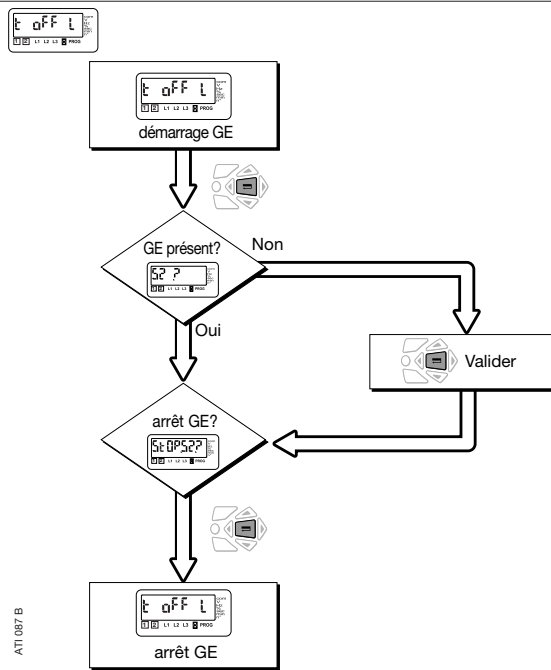 t oFF l
1 2 L1 L2 L3 PROG
t oFF l
1 2 L1 L2 L3 PROG
démarrage GE
GE présent?
Non
S2 ?
1 2 L1 L2 L3 PROG
Oui
Valider
arrêt GE?
StOPS2?
1 2 L1 L2 L3 PROG
t oFF l
1 2 L1 L2 L3 PROG
arrêt GE
ATI 087 B